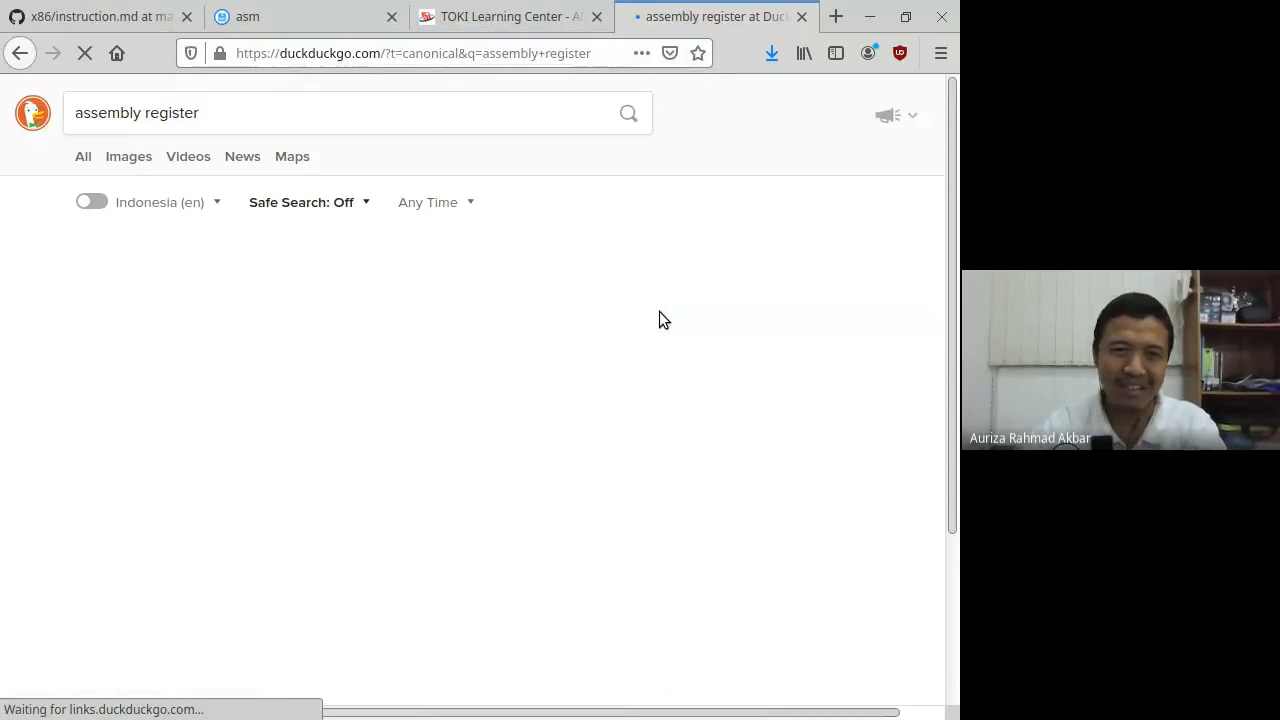 x86/instruction.md at ma
asm
TOKI Learning Center - A
assembly register at Duck
https://duckduckgo.com/?t=canonical&q=assembly+register
assembly register
All Images Videos News Maps
Indonesia (en) Safe Search: Off Any Time
Auriza Rahmad Akbar
Waiting for links.duckduckgo.com...